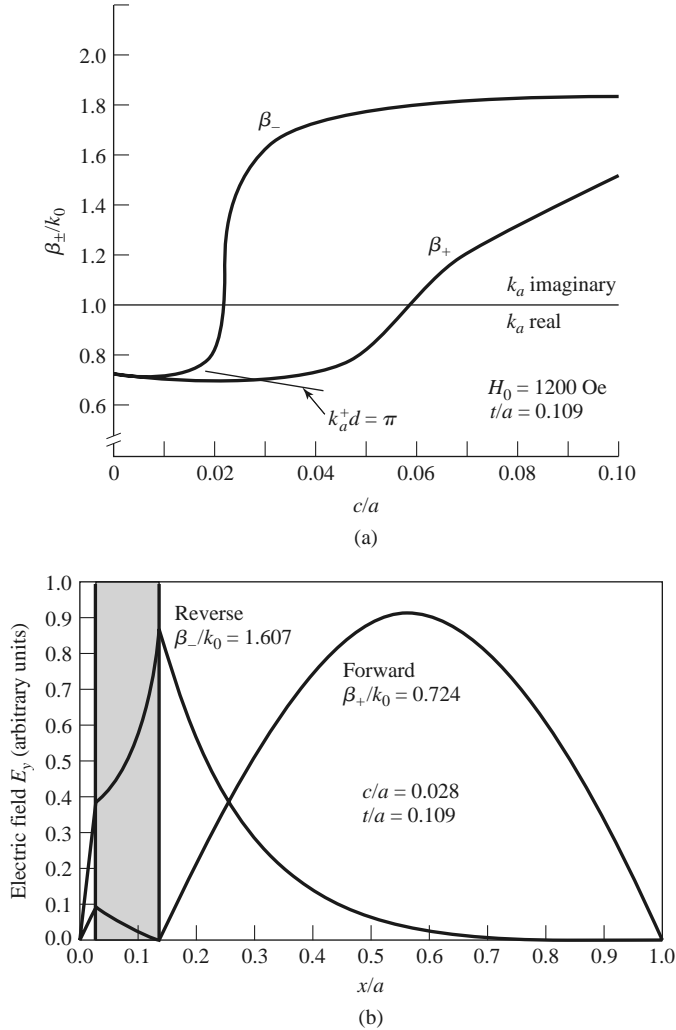 2.0
1.8
1.6
1.4
1.2
1.0
0.8
0.6
β±/k0
β−
β+
ka imaginary
ka real
H0 = 1200 Oe
t/a = 0.109
ka+d = π
0 0.02 0.04 0.06 0.08 0.10
c/a
(a)
1.0
0.9
0.8
0.7
0.6
0.5
0.4
0.3
0.2
0.1
0.0
Electric field Ey (arbitrary units)
Reverse
β−/k0 = 1.607
Forward
β+/k0 = 0.724
c/a = 0.028
t/a = 0.109
0.0 0.1 0.2 0.3 0.4 0.5 0.6 0.7 0.8 0.9 1.0
x/a
(b)